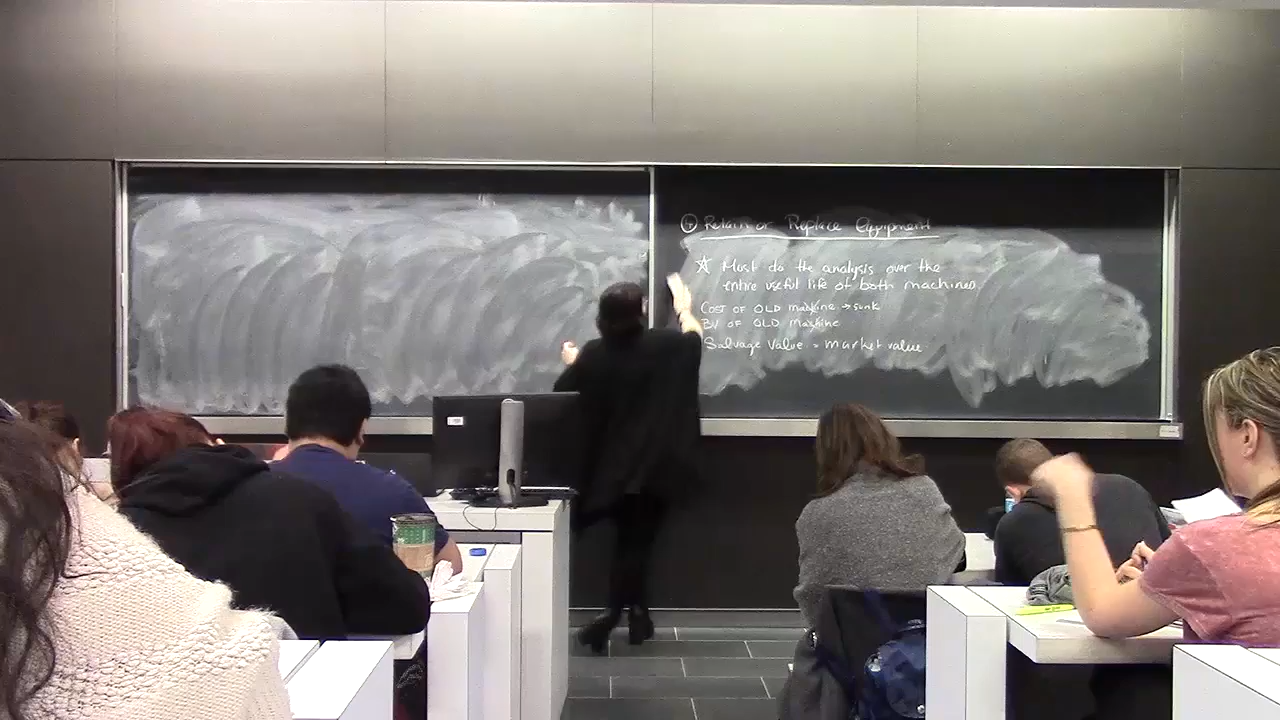 ④ Retain or Replace Equipment
☆ Must do the analysis over the
entire useful life of both machines
Cost of OLD machine → sunk
BV of OLD Machine
Salvage Value = market value